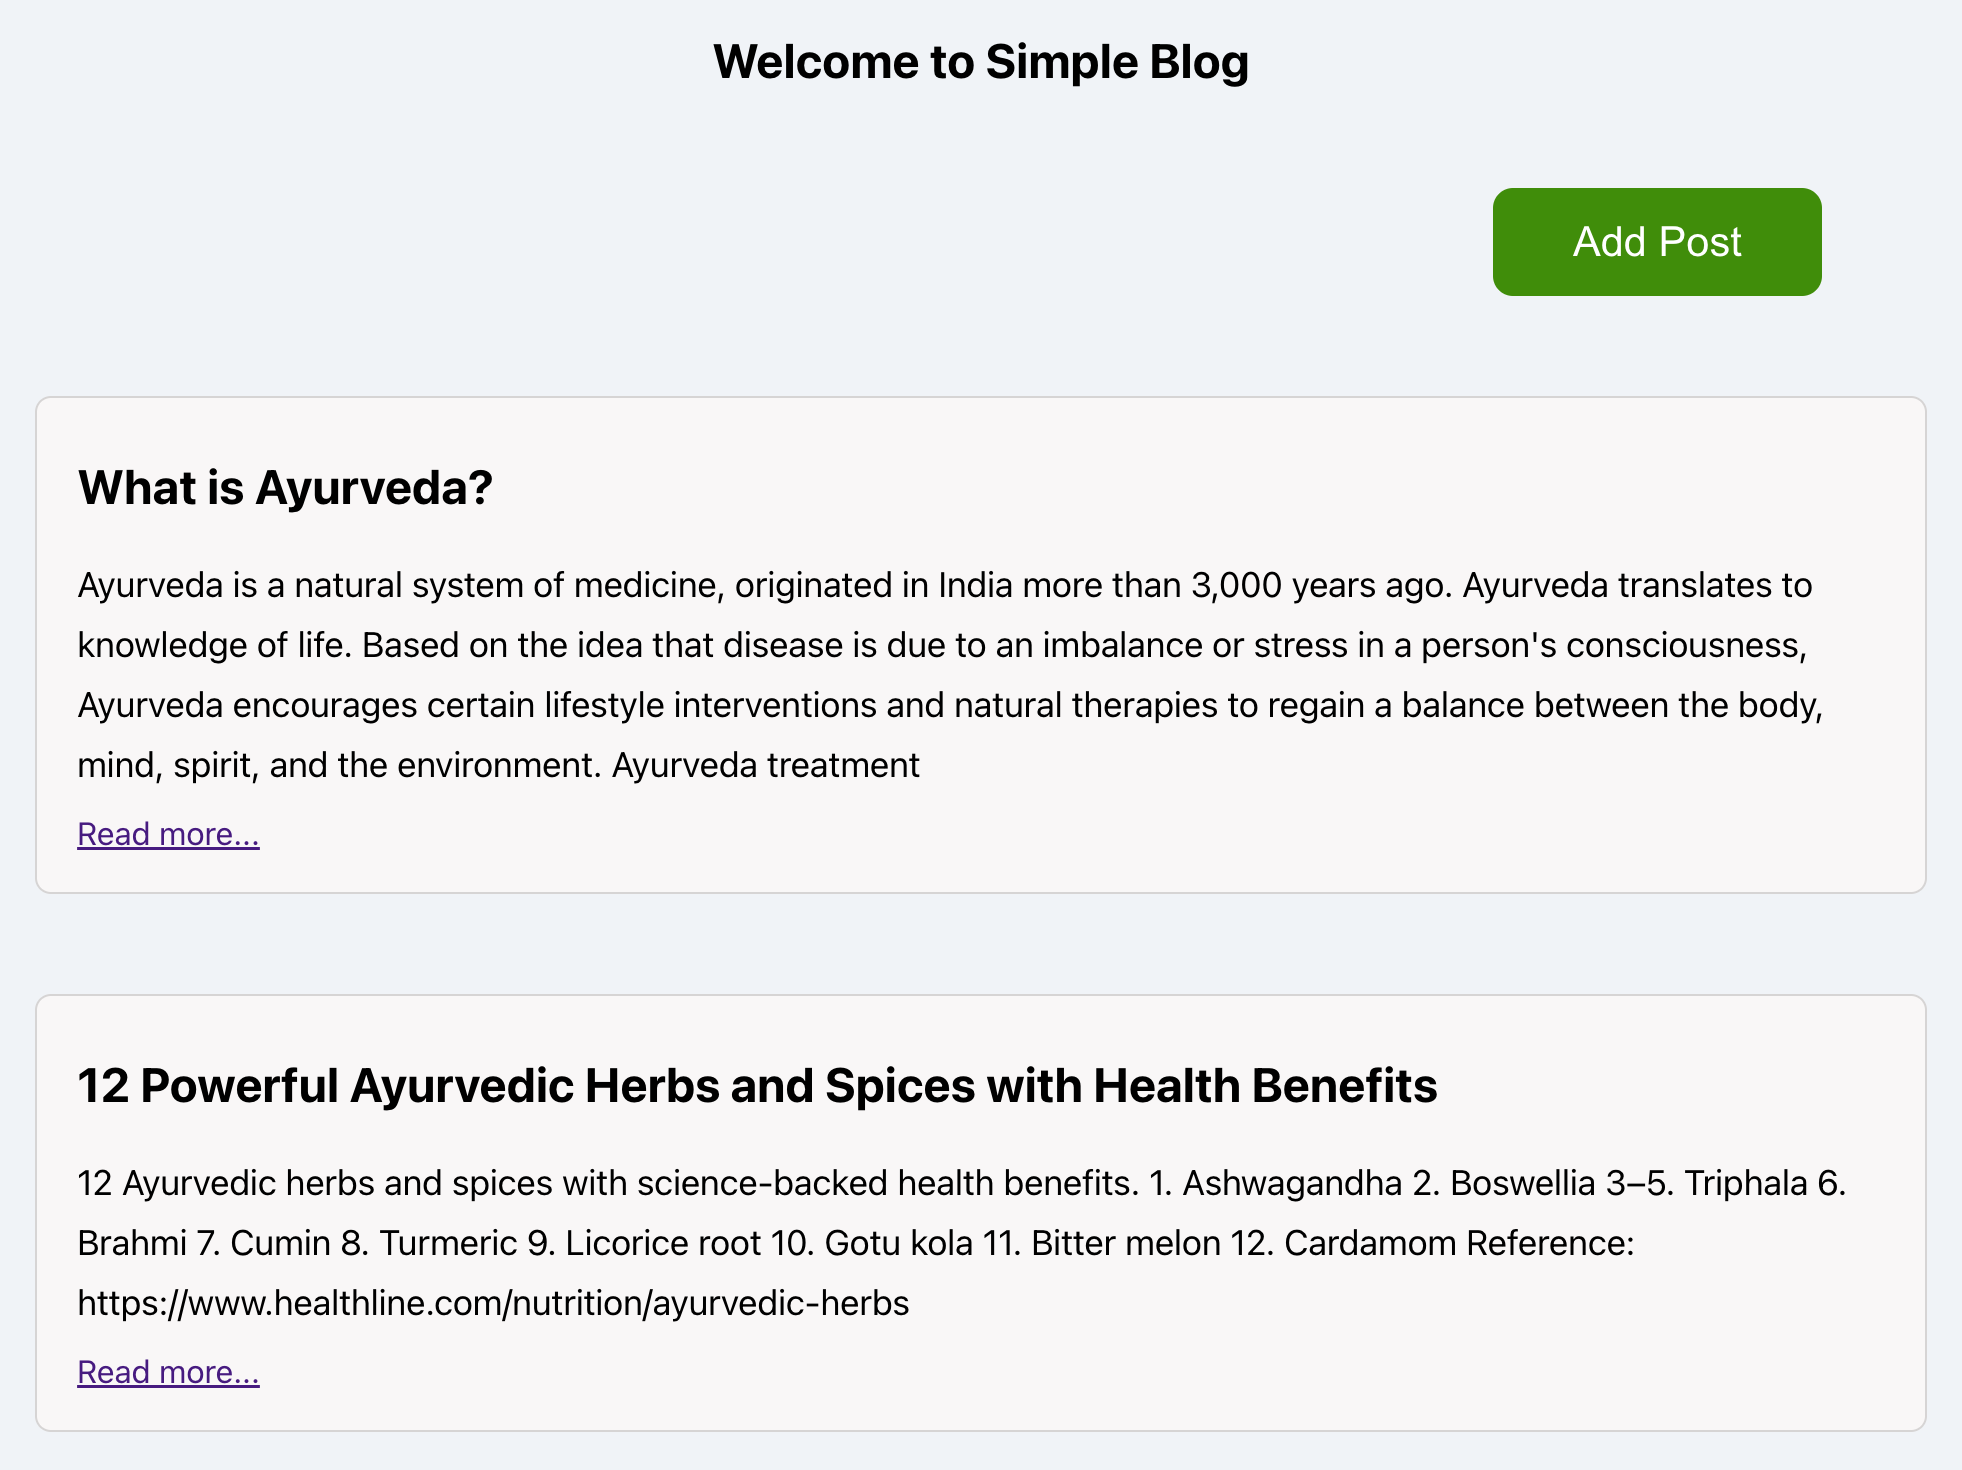 Welcome to Simple Blog
Add Post
What is Ayurveda?
Ayurveda is a natural system of medicine, originated in India more than 3,000 years ago. Ayurveda translates to
knowledge of life. Based on the idea that disease is due to an imbalance or stress in a person's consciousness,
Ayurveda encourages certain lifestyle interventions and natural therapies to regain a balance between the body,
mind, spirit, and the environment. Ayurveda treatment
Read more...
12 Powerful Ayurvedic Herbs and Spices with Health Benefits
12 Ayurvedic herbs and spices with science-backed health benefits. 1. Ashwagandha 2. Boswellia 3–5. Triphala 6.
Brahmi 7. Cumin 8. Turmeric 9. Licorice root 10. Gotu kola 11. Bitter melon 12. Cardamom Reference:
https://www.healthline.com/nutrition/ayurvedic-herbs
Read more...